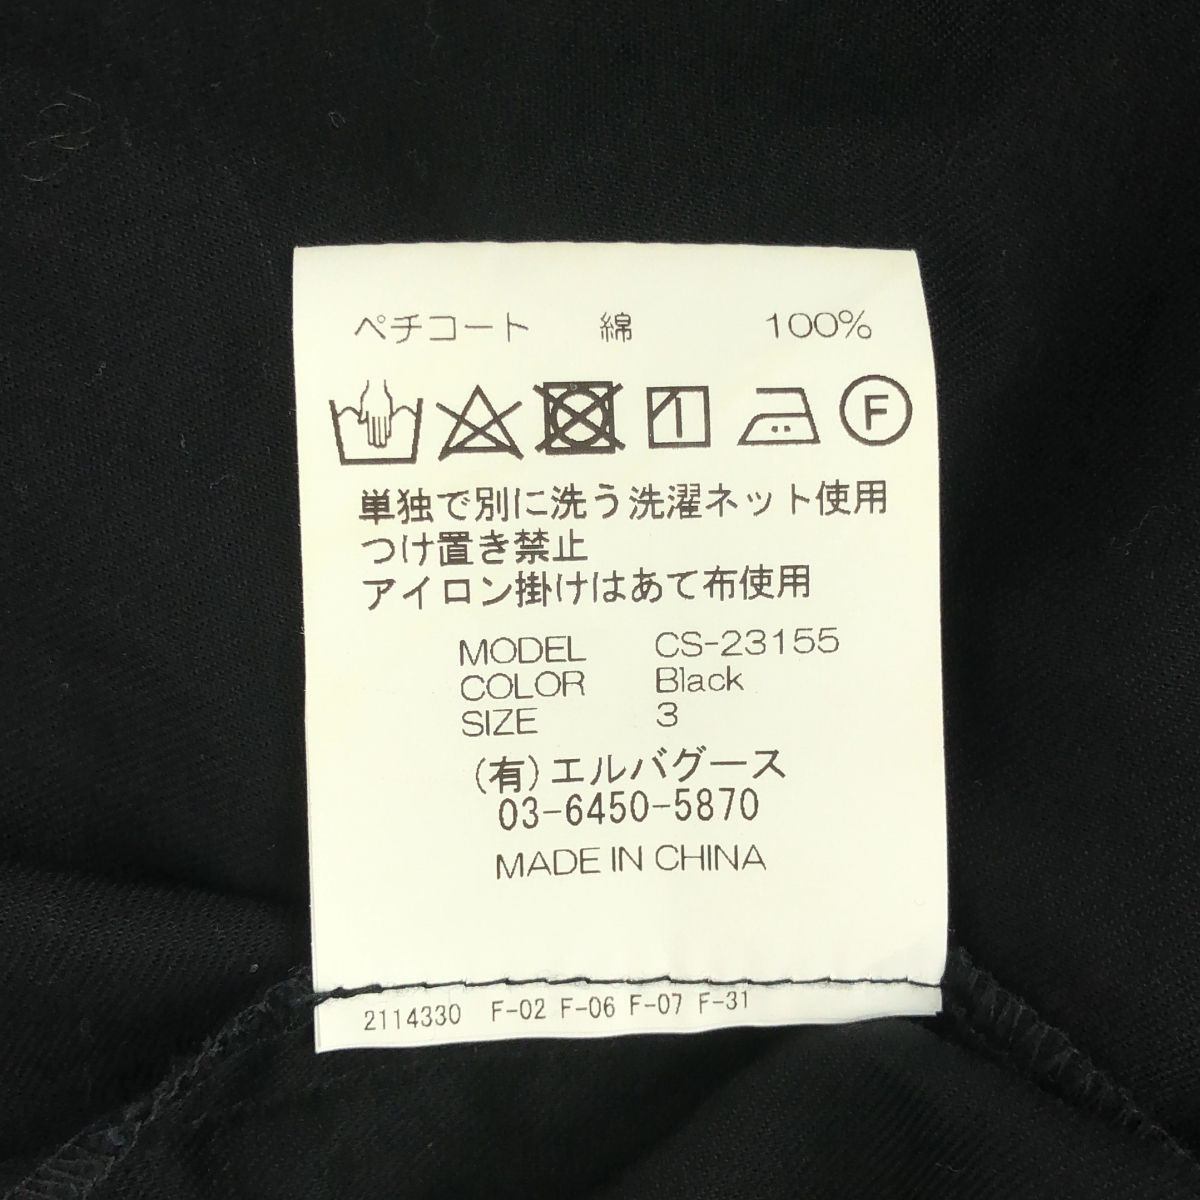 ペチコート 綿 100%
F
単独で別に洗う洗濯ネット使用
つけ置き禁止
アイロン掛けはあて布使用
MODEL CS-23155
COLOR Black
SIZE 3
(有)エルバグース
03-6450-5870
MADE IN CHINA
2114330 F-02 F-06 F-07 F-31